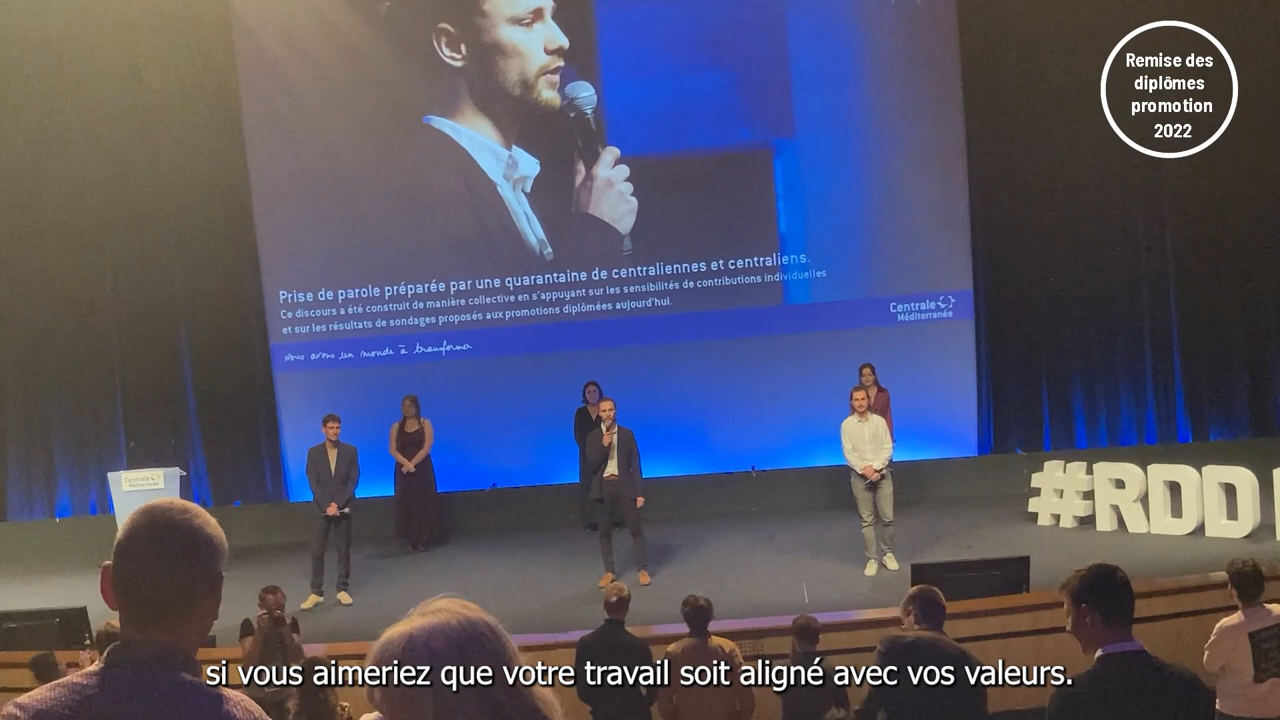 Remise des
diplômes
promotion
2022
Prise de parole préparée par une quarantaine de centraliennes et centraliens.
Ce discours a été construit de manière collective en s'appuyant sur les sensibilités de contributions individuelles
et sur les résultats de sondages proposés aux promotions diplômées aujourd'hui.
Centrale
Méditerranée
Nous avons un monde à transformer
Centrale
Méditerranée
#RDD
si vous aimeriez que votre travail soit aligné avec vos valeurs.